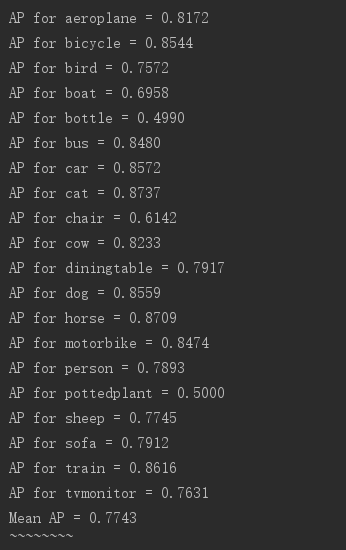 AP for aeroplane = 0.8172
AP for bicycle = 0.8544
AP for bird = 0.7572
AP for boat = 0.6958
AP for bottle = 0.4990
AP for bus = 0.8480
AP for car = 0.8572
AP for cat = 0.8737
AP for chair = 0.6142
AP for cow = 0.8233
AP for diningtable = 0.7917
AP for dog = 0.8559
AP for horse = 0.8709
AP for motorbike = 0.8474
AP for person = 0.7893
AP for pottedplant = 0.5000
AP for sheep = 0.7745
AP for sofa = 0.7912
AP for train = 0.8616
AP for tvmonitor = 0.7631
Mean AP = 0.7743
~~~~~~~~